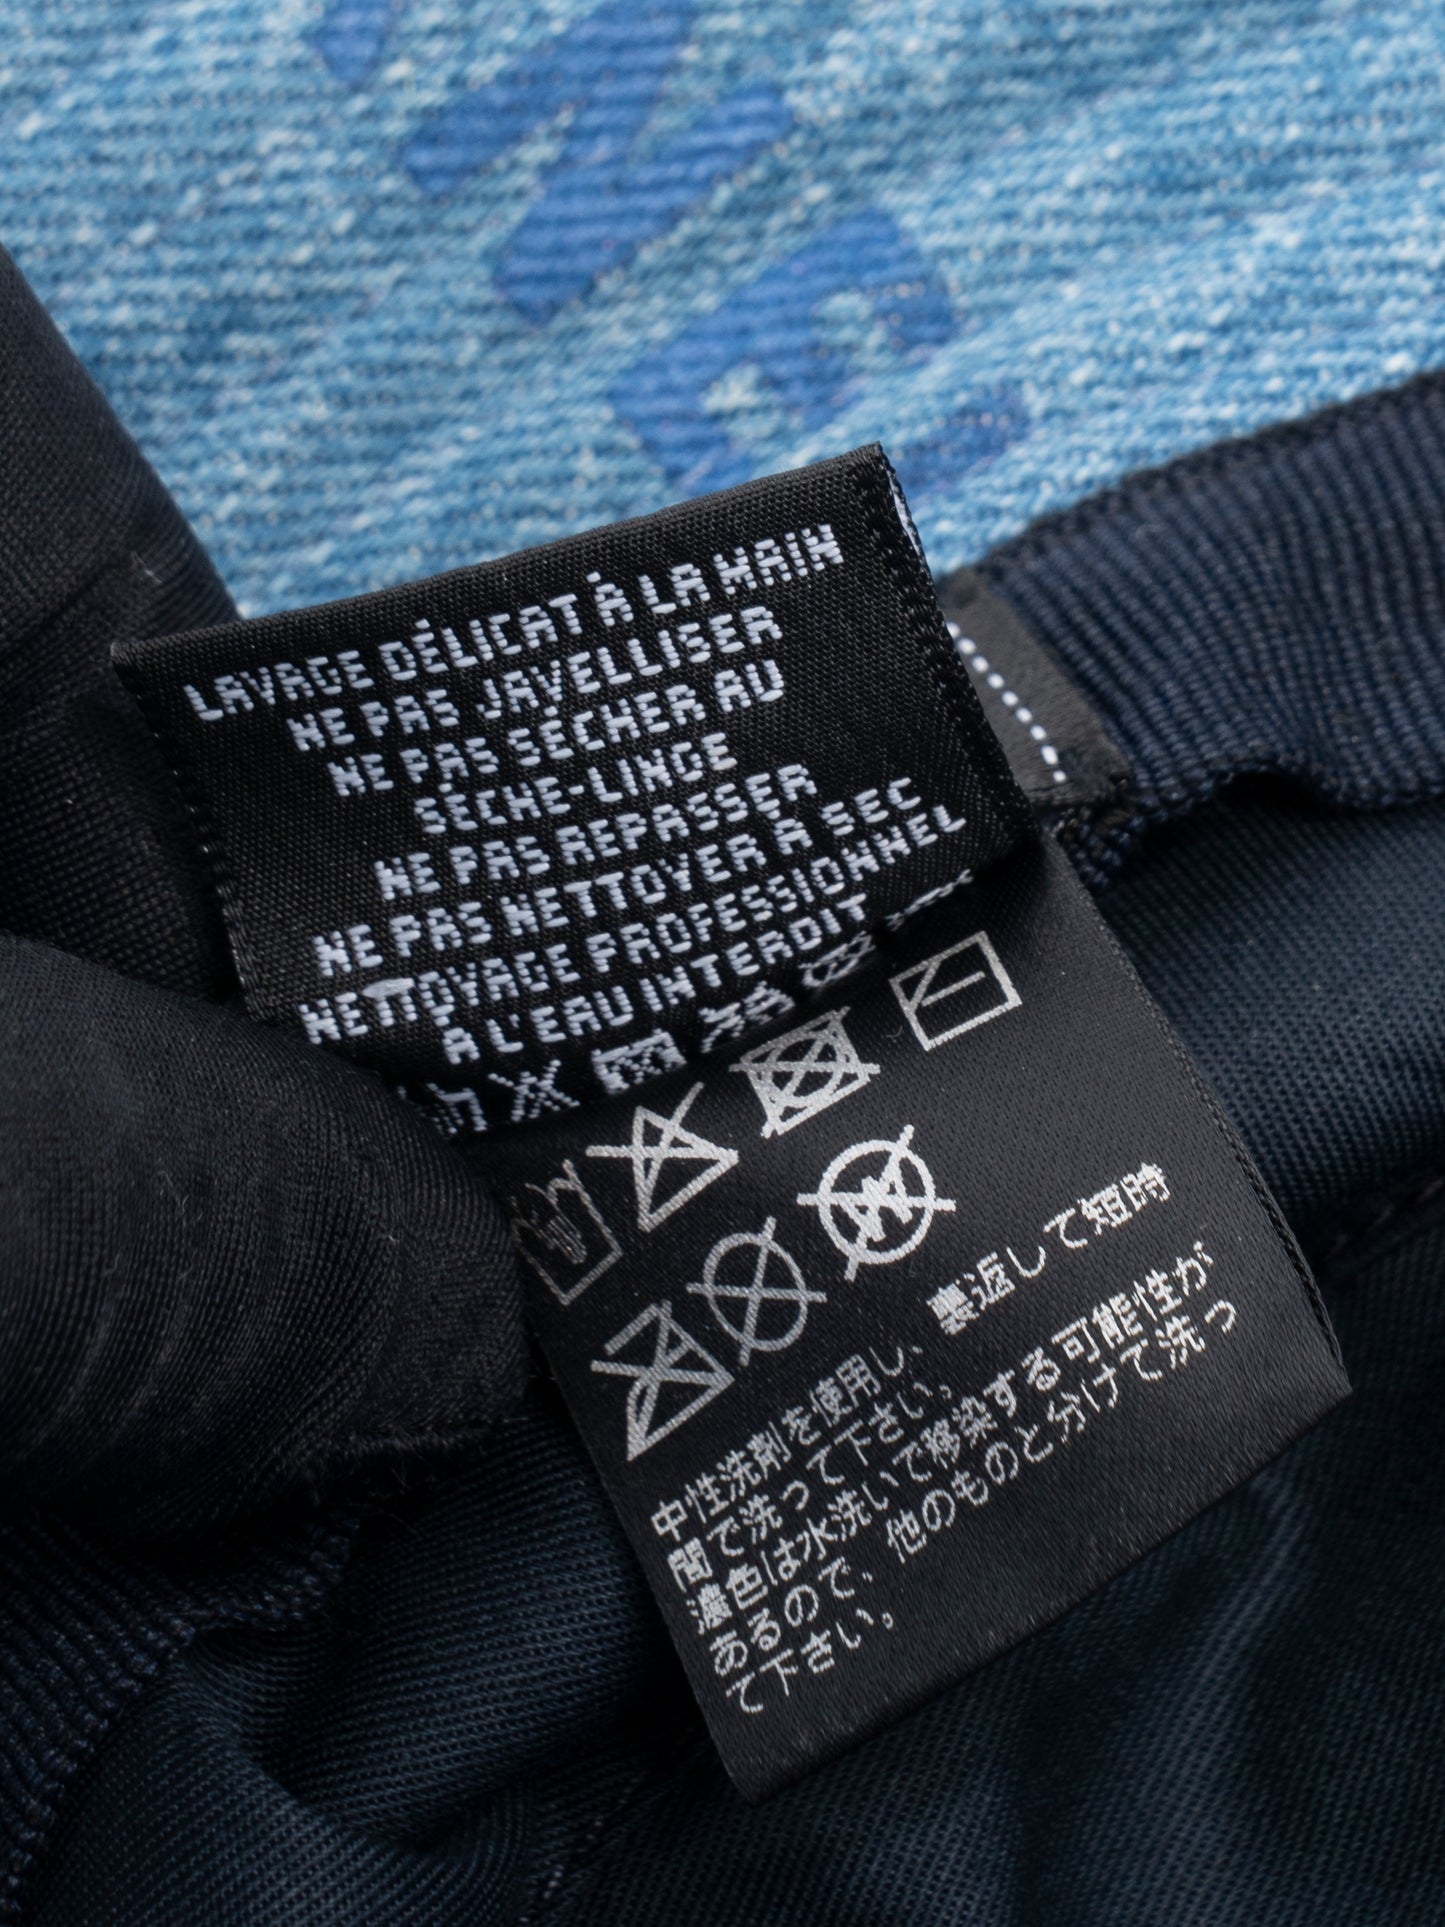 LAVAGE DÉLICAT À LA MAIN
NE PAS JAVELLISER
NE PAS SÉCHER AU
SÈCHE-LINGE
NE PAS REPASSER
NE PAS NETTOYER À SEC
NETTOYAGE PROFESSIONNEL
À L'EAU INTERDIT
中性洗剤を使用し、裏返して短時
間で洗って下さい。
濃色は水洗いで移染する可能性が
あるので、他のものと分けて洗っ
て下さい。